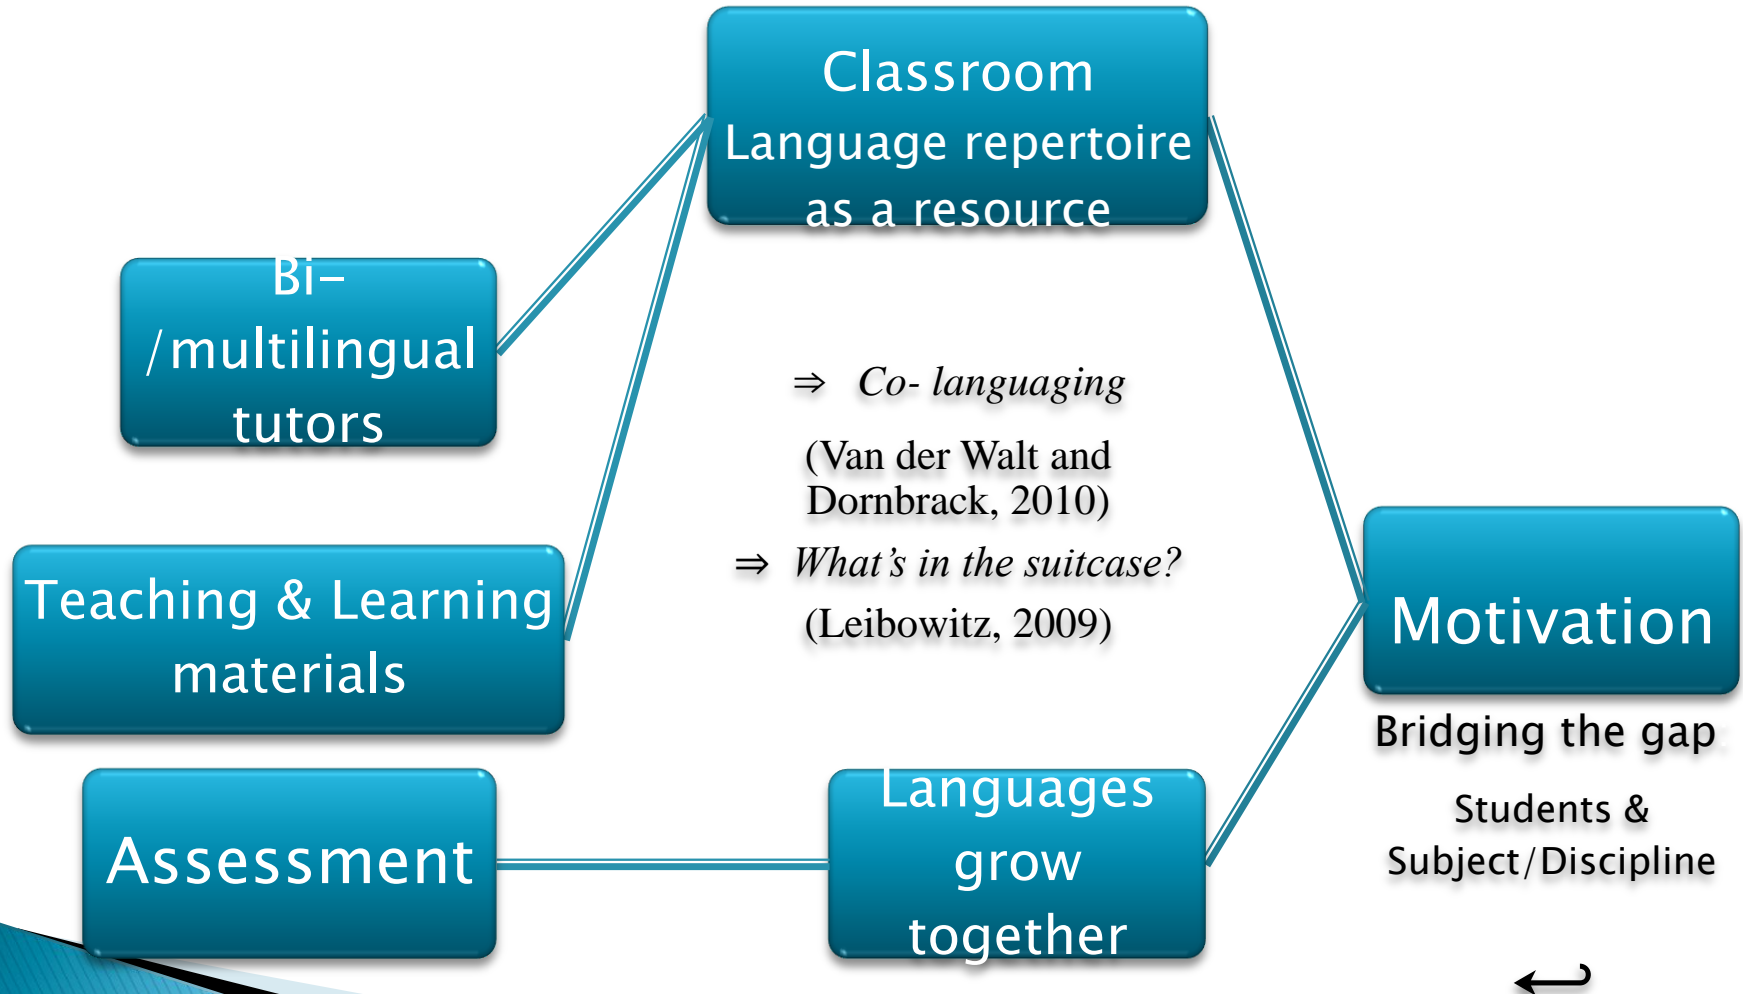 Classroom
Language repertoire
as a resource
Bi-
/multilingual
tutors
⇒ Co- languaging
(Van der Walt and
Dornbrack, 2010)
⇒ What’s in the suitcase?
(Leibowitz, 2009)
Teaching & Learning
materials
Motivation
Bridging the gap
Students &
Subject/Discipline
Assessment
Languages
grow
together